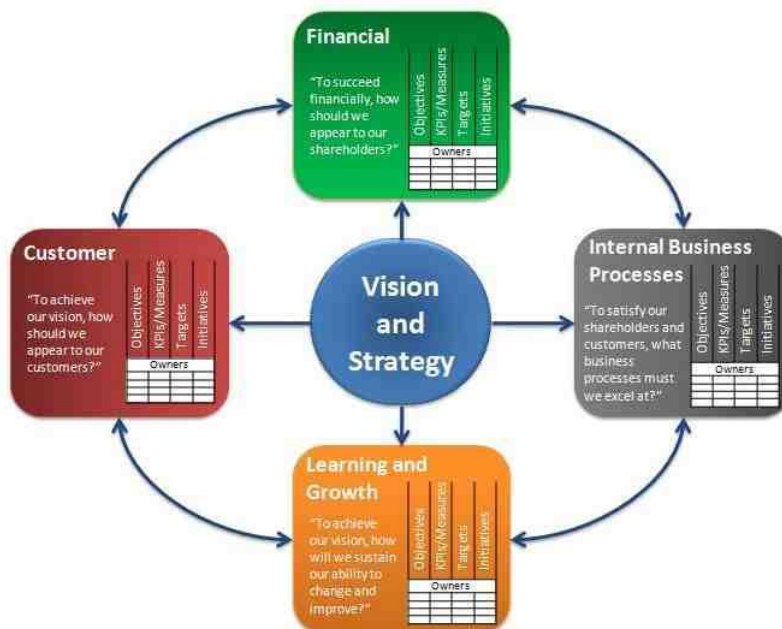 Financial
“To succeed
financially, how
should we
appear to our
shareholders?”
Objectives
KPIs/Measures
Targets
Initiatives
Owners
Customer
“To achieve
our vision, how
should we
appear to our
customers?”
Objectives
KPIs/Measures
Targets
Initiatives
Owners
Vision
and
Strategy
Internal Business
Processes
“To satisfy our
shareholders and
customers, what
business
processes must
we excel at?”
Objectives
KPIs/Measures
Targets
Initiatives
Owners
Learning and
Growth
“To achieve
our vision, how
will we sustain
our ability to
change and
improve?”
Objectives
KPIs/Measures
Targets
Initiatives
Owners